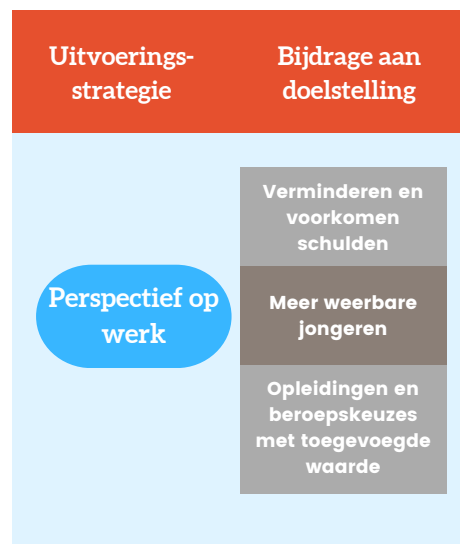 Uitvoerings-
strategie
Bijdrage aan
doelstelling
Perspectief op
werk
Verminderen en
voorkomen
schulden
Meer weerbare
jongeren
Opleidingen en
beroepskeuzes
met toegevoegde
waarde